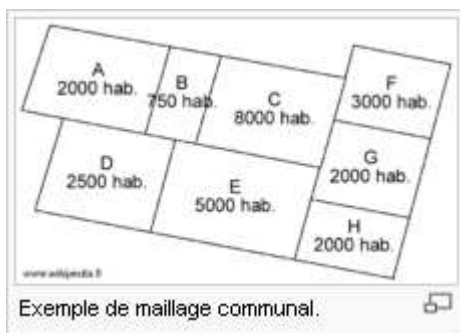 A
2000 hab.
B
750 hab.
C
8000 hab.
F
3000 hab.
D
2500 hab.
E
5000 hab.
G
2000 hab.
H
2000 hab.
www.wikipedia.fr
Exemple de maillage communal.